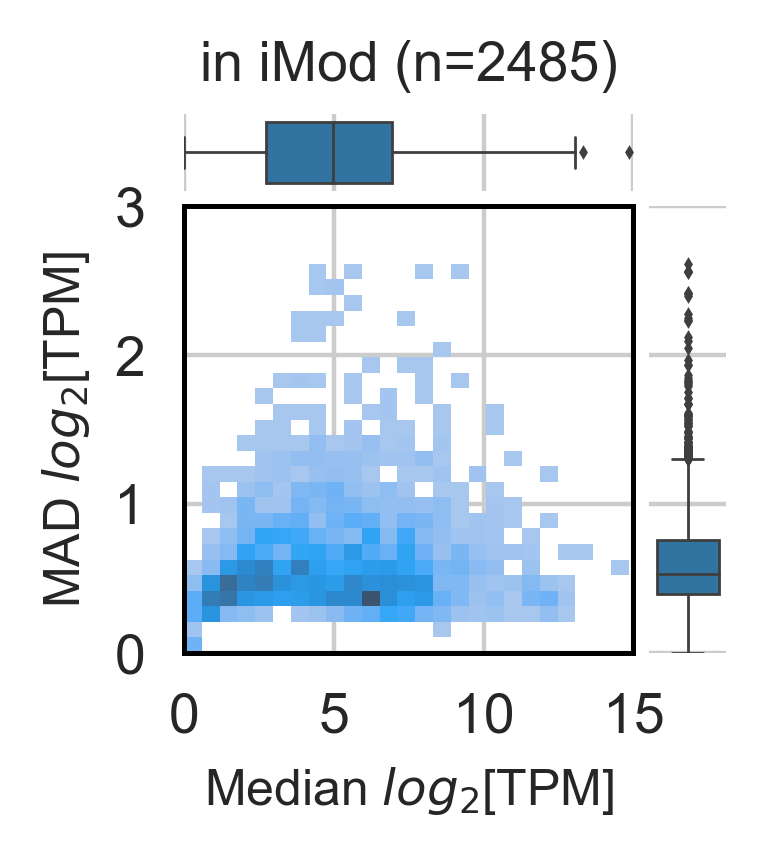 in iMod (n=2485)
3
2
1
0
MAD log₂[TPM]
0 5 10 15
Median log₂[TPM]